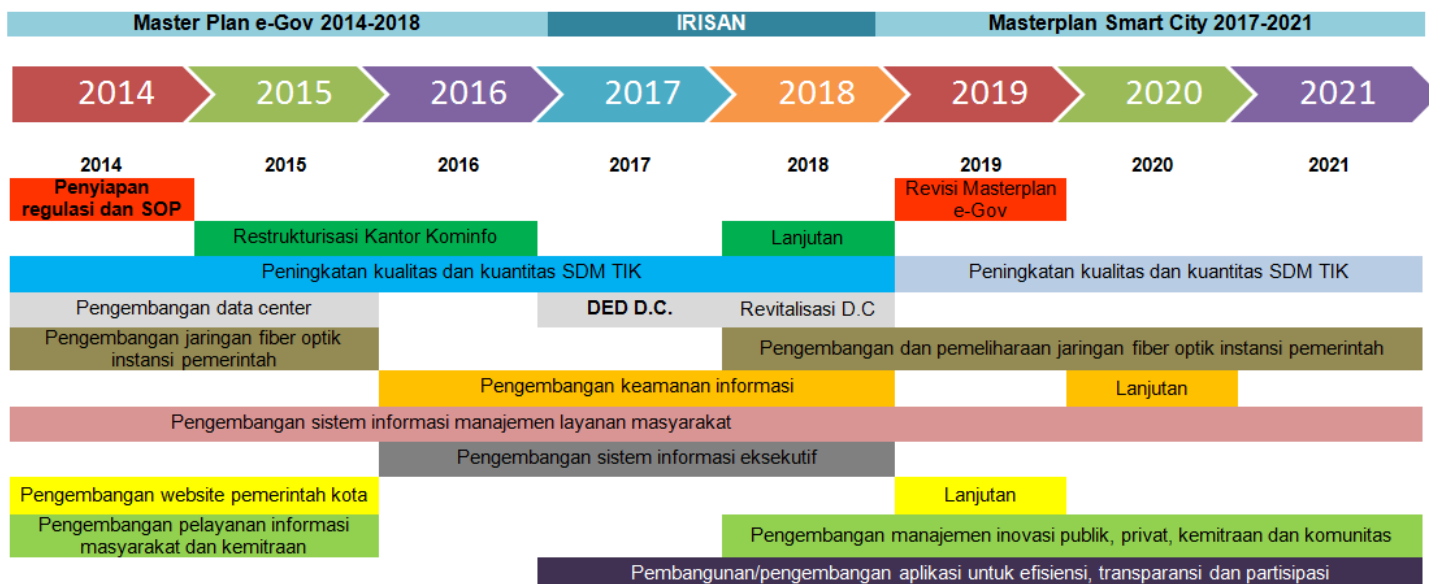 Master Plan e-Gov 2014-2018 IRISAN Masterplan Smart City 2017-2021
2014 2015 2016 2017 2018 2019 2020 2021
2014 2015 2016 2017 2018 2019 2020 2021
Penyiapan
regulasi dan SOP
Revisi Masterplan
e-Gov
Restrukturisasi Kantor Kominfo Lanjutan
Peningkatan kualitas dan kuantitas SDM TIK Peningkatan kualitas dan kuantitas SDM TIK
Pengembangan data center DED D.C. Revitalisasi D.C
Pengembangan jaringan fiber optik
instansi pemerintah
Pengembangan dan pemeliharaan jaringan fiber optik instansi pemerintah
Pengembangan keamanan informasi Lanjutan
Pengembangan sistem informasi manajemen layanan masyarakat
Pengembangan sistem informasi eksekutif
Pengembangan website pemerintah kota Lanjutan
Pengembangan pelayanan informasi
masyarakat dan kemitraan
Pengembangan manajemen inovasi publik, privat, kemitraan dan komunitas
Pembangunan/pengembangan aplikasi untuk efisiensi, transparansi dan partisipasi